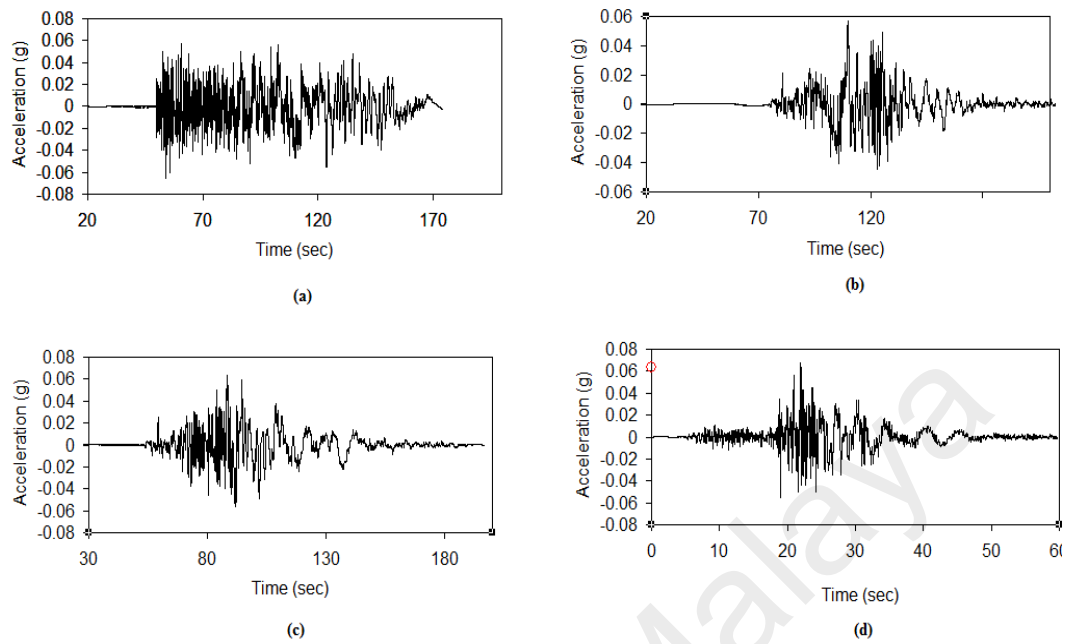 0.08
0.06
0.04
0.02
0
-0.02
-0.04
-0.06
-0.08
Acceleration (g)
20 70 120 170
Time (sec)
(a)
0.06
0.04
0.02
0
-0.02
-0.04
-0.06
Acceleration (g)
20 70 120
Time (sec)
(b)
0.08
0.06
0.04
0.02
0
-0.02
-0.04
-0.06
-0.08
Acceleration (g)
30 80 130 180
Time (sec)
(c)
0.08
0.06
0.04
0.02
0
-0.02
-0.04
-0.06
-0.08
Acceleration (g)
0 10 20 30 40 50 60
Time (sec)
(d)
Malaya